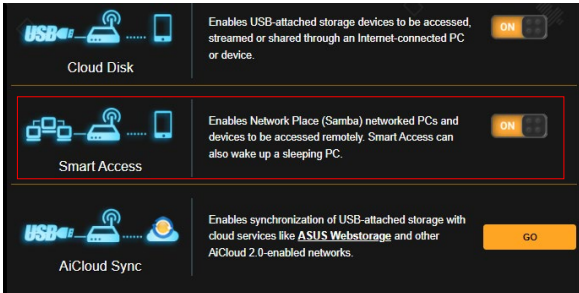 Enables USB-attached storage devices to be accessed,
streamed or shared through an Internet-connected PC
or device.
ON
USB
Cloud Disk
Enables Network Place (Samba) networked PCs and
devices to be accessed remotely. Smart Access can
also wake up a sleeping PC.
ON
Smart Access
Enables synchronization of USB-attached storage with
cloud services like ASUS Webstorage and other
AiCloud 2.0-enabled networks.
GO
USB
AiCloud Sync